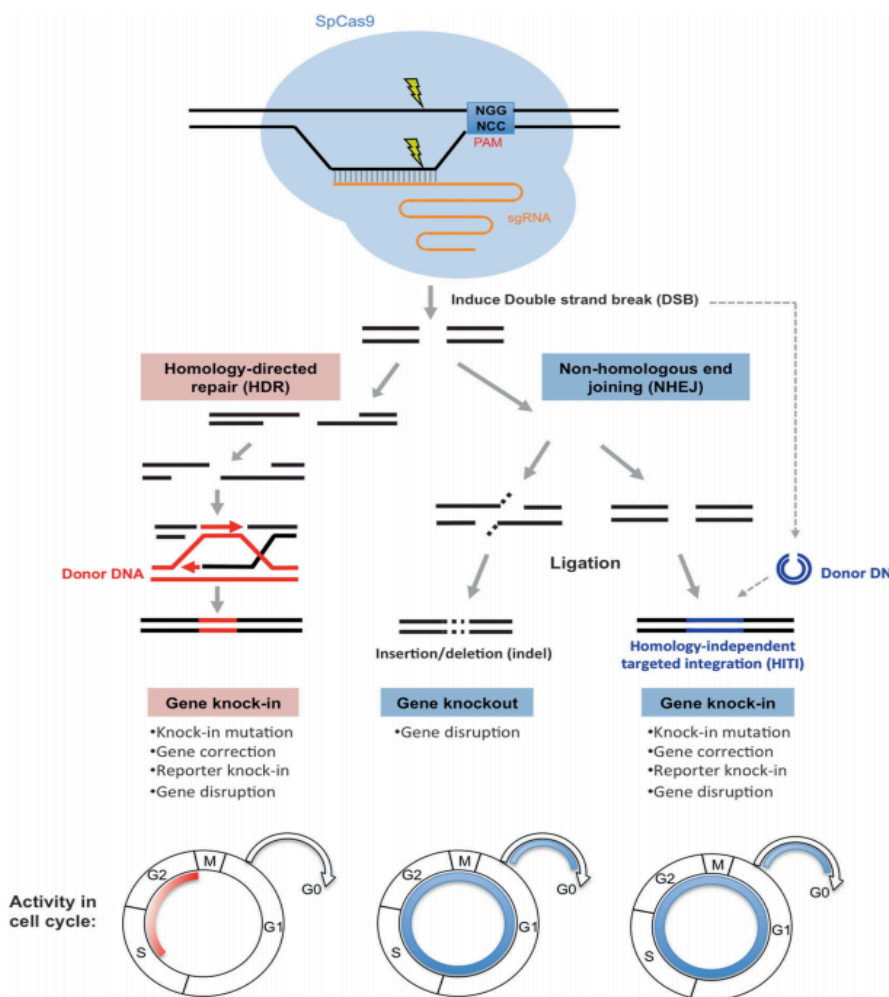 SpCas9
NGG
NCC
PAM
sgRNA
Induce Double strand break (DSB)
Homology-directed
repair (HDR)
Non-homologous end
joining (NHEJ)
Ligation
Donor DNA
Donor DN
Insertion/deletion (indel)
Homology-independent
targeted integration (HITI)
Gene knock-in
•Knock-in mutation
•Gene correction
•Reporter knock-in
•Gene disruption
Gene knockout
•Gene disruption
Gene knock-in
•Knock-in mutation
•Gene correction
•Reporter knock-in
•Gene disruption
Activity in
cell cycle:
G2
M
G0
G1
S
G2
M
G0
G1
S
G2
M
G0
G1
S